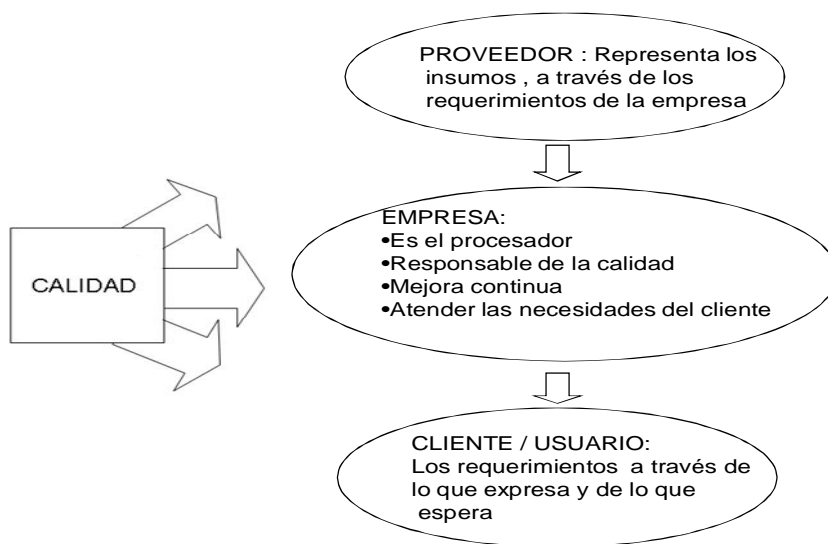 PROVEEDOR : Representa los
insumos , a través de los
requerimientos de la empresa
EMPRESA:
•Es el procesador
•Responsable de la calidad
•Mejora continua
•Atender las necesidades del cliente
CALIDAD
CLIENTE / USUARIO:
Los requerimientos a través de
lo que expresa y de lo que
espera